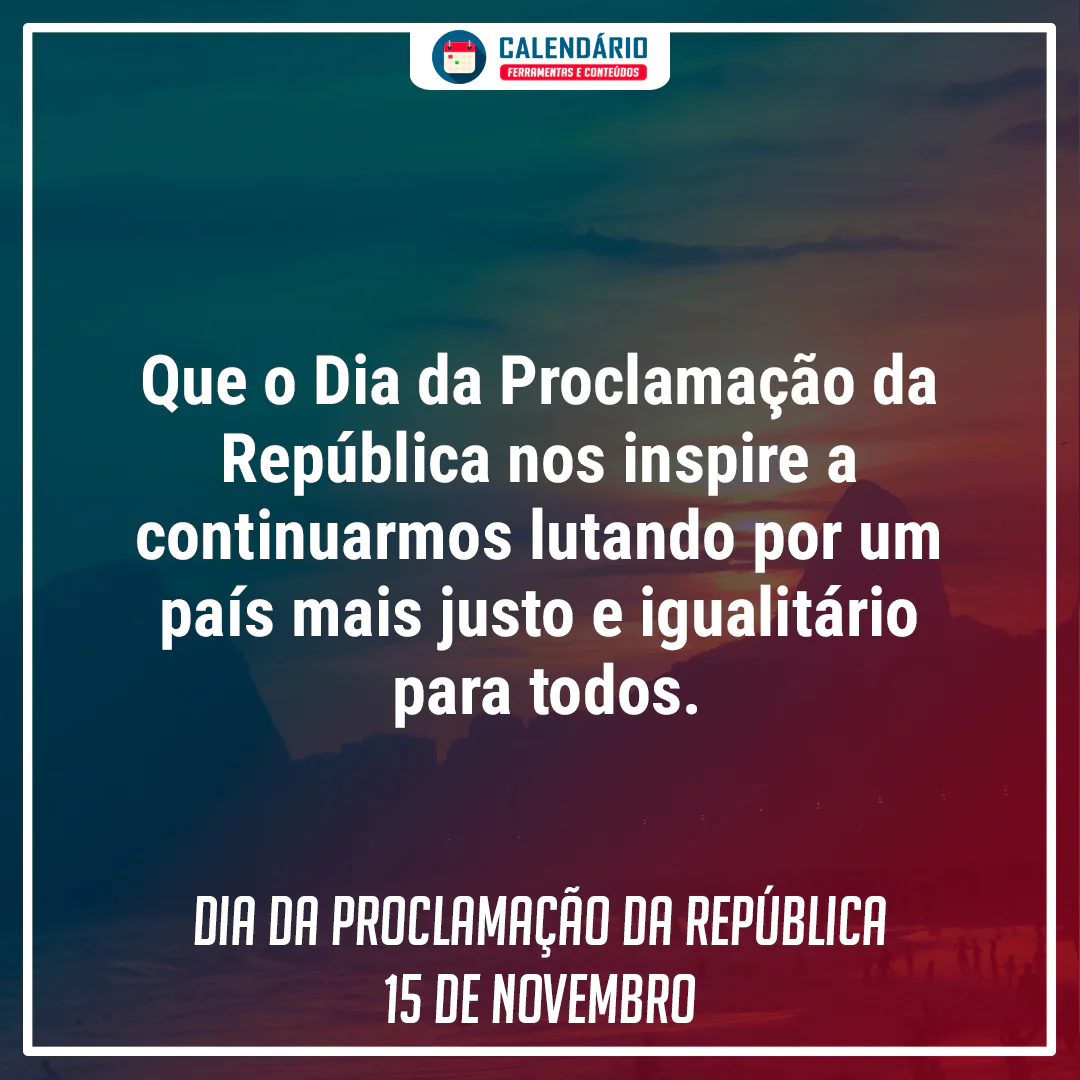 CALENDÁRIO
FERRAMENTAS E CONTEÚDOS
Que o Dia da Proclamação da
República nos inspire a
continuarmos lutando por um
país mais justo e igualitário
para todos.
DIA DA PROCLAMAÇÃO DA REPÚBLICA
15 DE NOVEMBRO